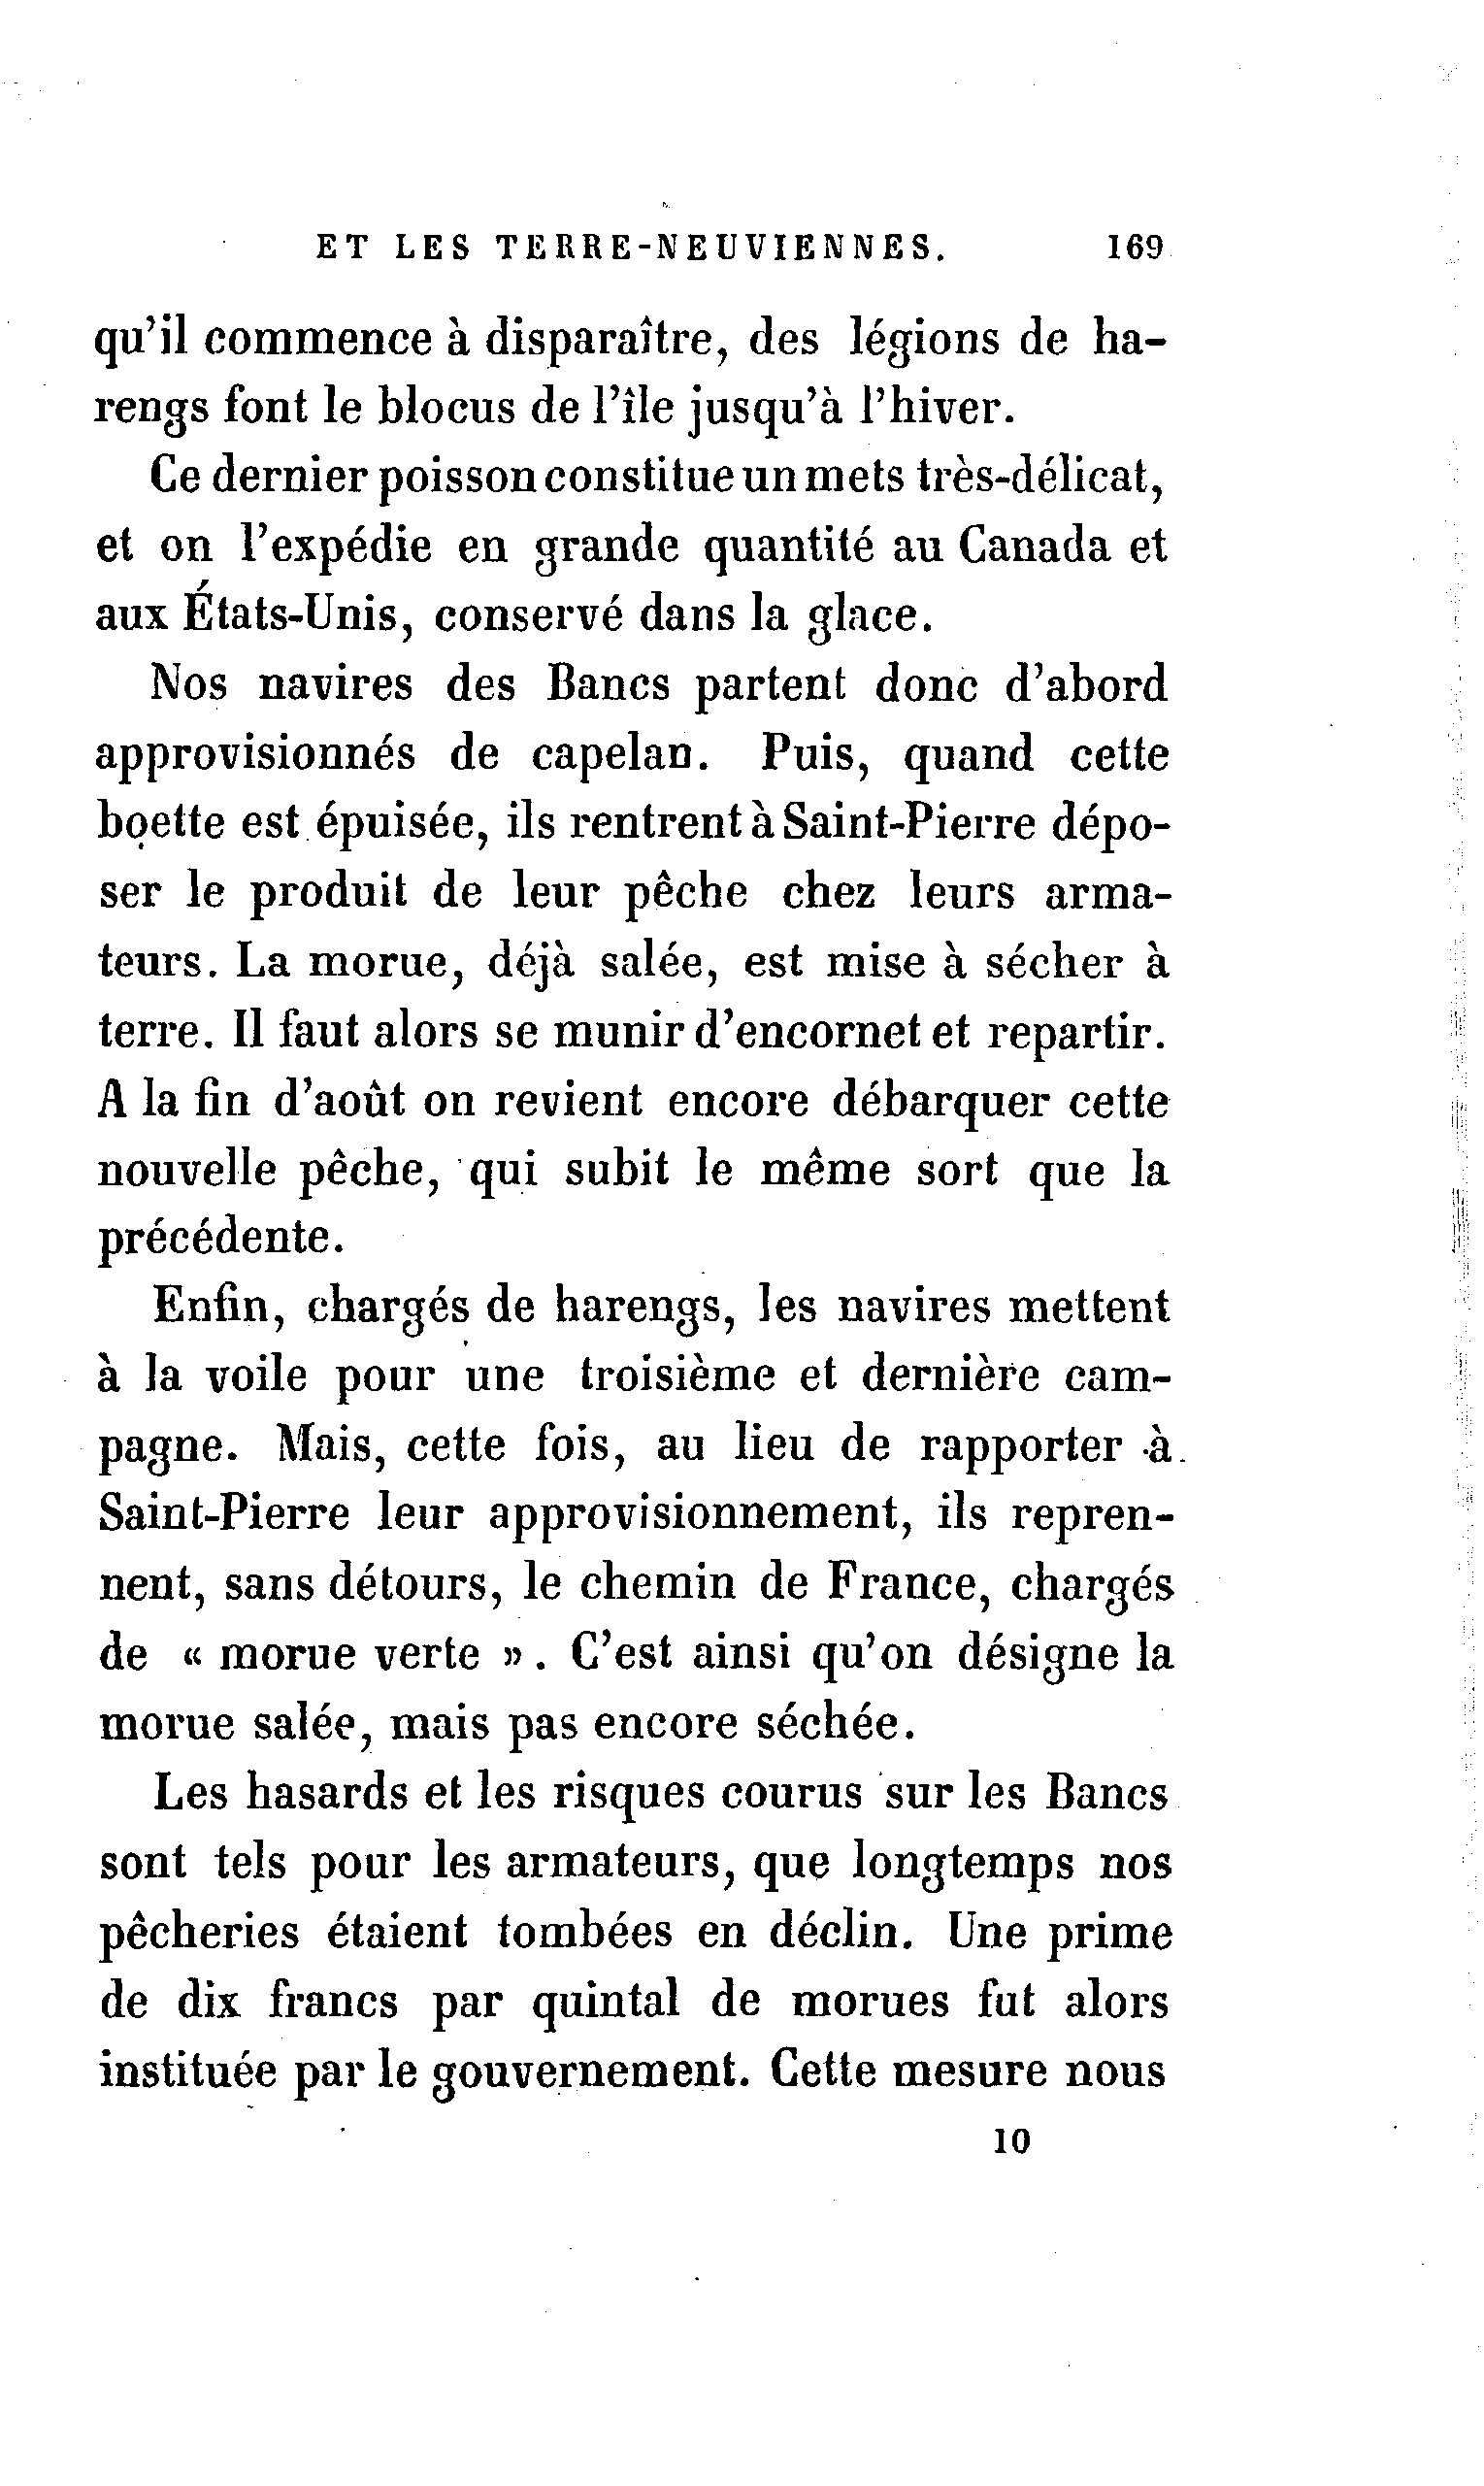 ET LES TERRE-NEUVIENNES. 169
qu'il commence à disparaître, des légions de ha-
rengs font le blocus de l'île jusqu'à l'hiver.
Ce dernier poisson constitue un mets très-délicat,
et on l'expédie en grande quantité au Canada et
aux États-Unis, conservé dans la glace.
Nos navires des Bancs partent donc d'abord
approvisionnés de capelan. Puis, quand cette
boette est épuisée, ils rentrent à Saint-Pierre dépo-
ser le produit de leur pêche chez leurs arma-
teurs. La morue, déjà salée, est mise à sécher à
terre. Il faut alors se munir d'encornet et repartir.
A la fin d'août on revient encore débarquer cette
nouvelle pêche, qui subit le même sort que la
précédente.
Enfin, chargés de harengs, les navires mettent
à la voile pour une troisième et dernière cam-
pagne. Mais, cette fois, au lieu de rapporter à
Saint-Pierre leur approvisionnement, ils repren-
nent, sans détours, le chemin de France, chargés
de « morue verte ». C'est ainsi qu'on désigne la
morue salée, mais pas encore séchée.
Les hasards et les risques courus sur les Bancs
sont tels pour les armateurs, que longtemps nos
pêcheries étaient tombées en déclin. Une prime
de dix francs par quintal de morues fut alors
instituée par le gouvernement. Cette mesure nous
10